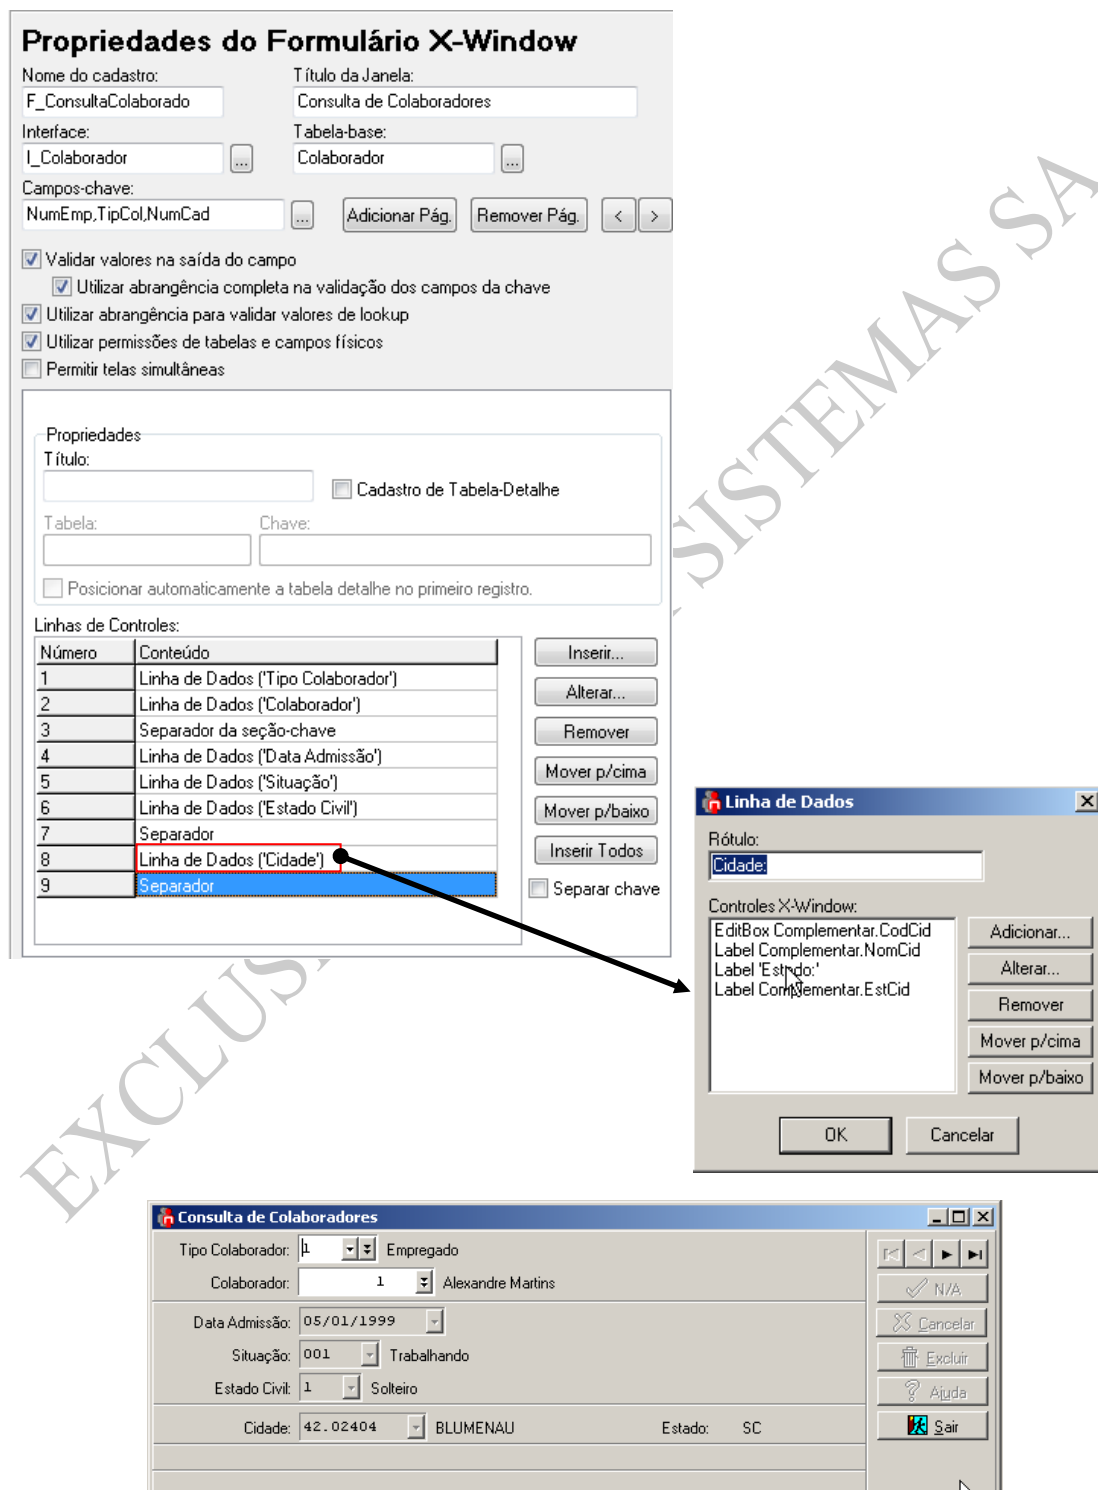 Propriedades do Formulário X-Window
Nome do cadastro: Título da Janela:
F_ConsultaColaborado Consulta de Colaboradores
Interface: Tabela-base:
I_Colaborador ... Colaborador ...
Campos-chave:
NumEmp,TipCol,NumCad ... Adicionar Pág. Remover Pág. < >
Validar valores na saída do campo
Utilizar abrangência completa na validação dos campos da chave
Utilizar abrangência para validar valores de lookup
Utilizar permissões de tabelas e campos físicos
Permitir telas simultâneas
Propriedades
Título:
Cadastro de Tabela-Detalhe
Tabela: Chave:
Posicionar automaticamente a tabela detalhe no primeiro registro.
Linhas de Controles:
Número Conteúdo
1 Linha de Dados ('Tipo Colaborador')
2 Linha de Dados ('Colaborador')
3 Separador da seção-chave
4 Linha de Dados ('Data Admissão')
5 Linha de Dados ('Situação')
6 Linha de Dados ('Estado Civil')
7 Separador
8 Linha de Dados ('Cidade')
9 Separador
Inserir...
Alterar...
Remover
Mover p/cima
Mover p/baixo
Inserir Todos
Separar chave
Linha de Dados
Rótulo:
Cidade:
Controles X-Window:
EditBox Complementar.CodCid
Label Complementar.NomCid
Label 'Estado:'
Label Complementar.EstCid
Adicionar...
Alterar...
Remover
Mover p/cima
Mover p/baixo
OK Cancelar
EXCLUS
SISTEMAS SA
Consulta de Colaboradores
Tipo Colaborador: 1 Empregado
Colaborador: 1 Alexandre Martins
Data Admissão: 05/01/1999
Situação: 001 Trabalhando
Estado Civil: 1 Solteiro
Cidade: 42.02404 BLUMENAU Estado: SC
N/A
Cancelar
Excluir
Ajuda
Sair